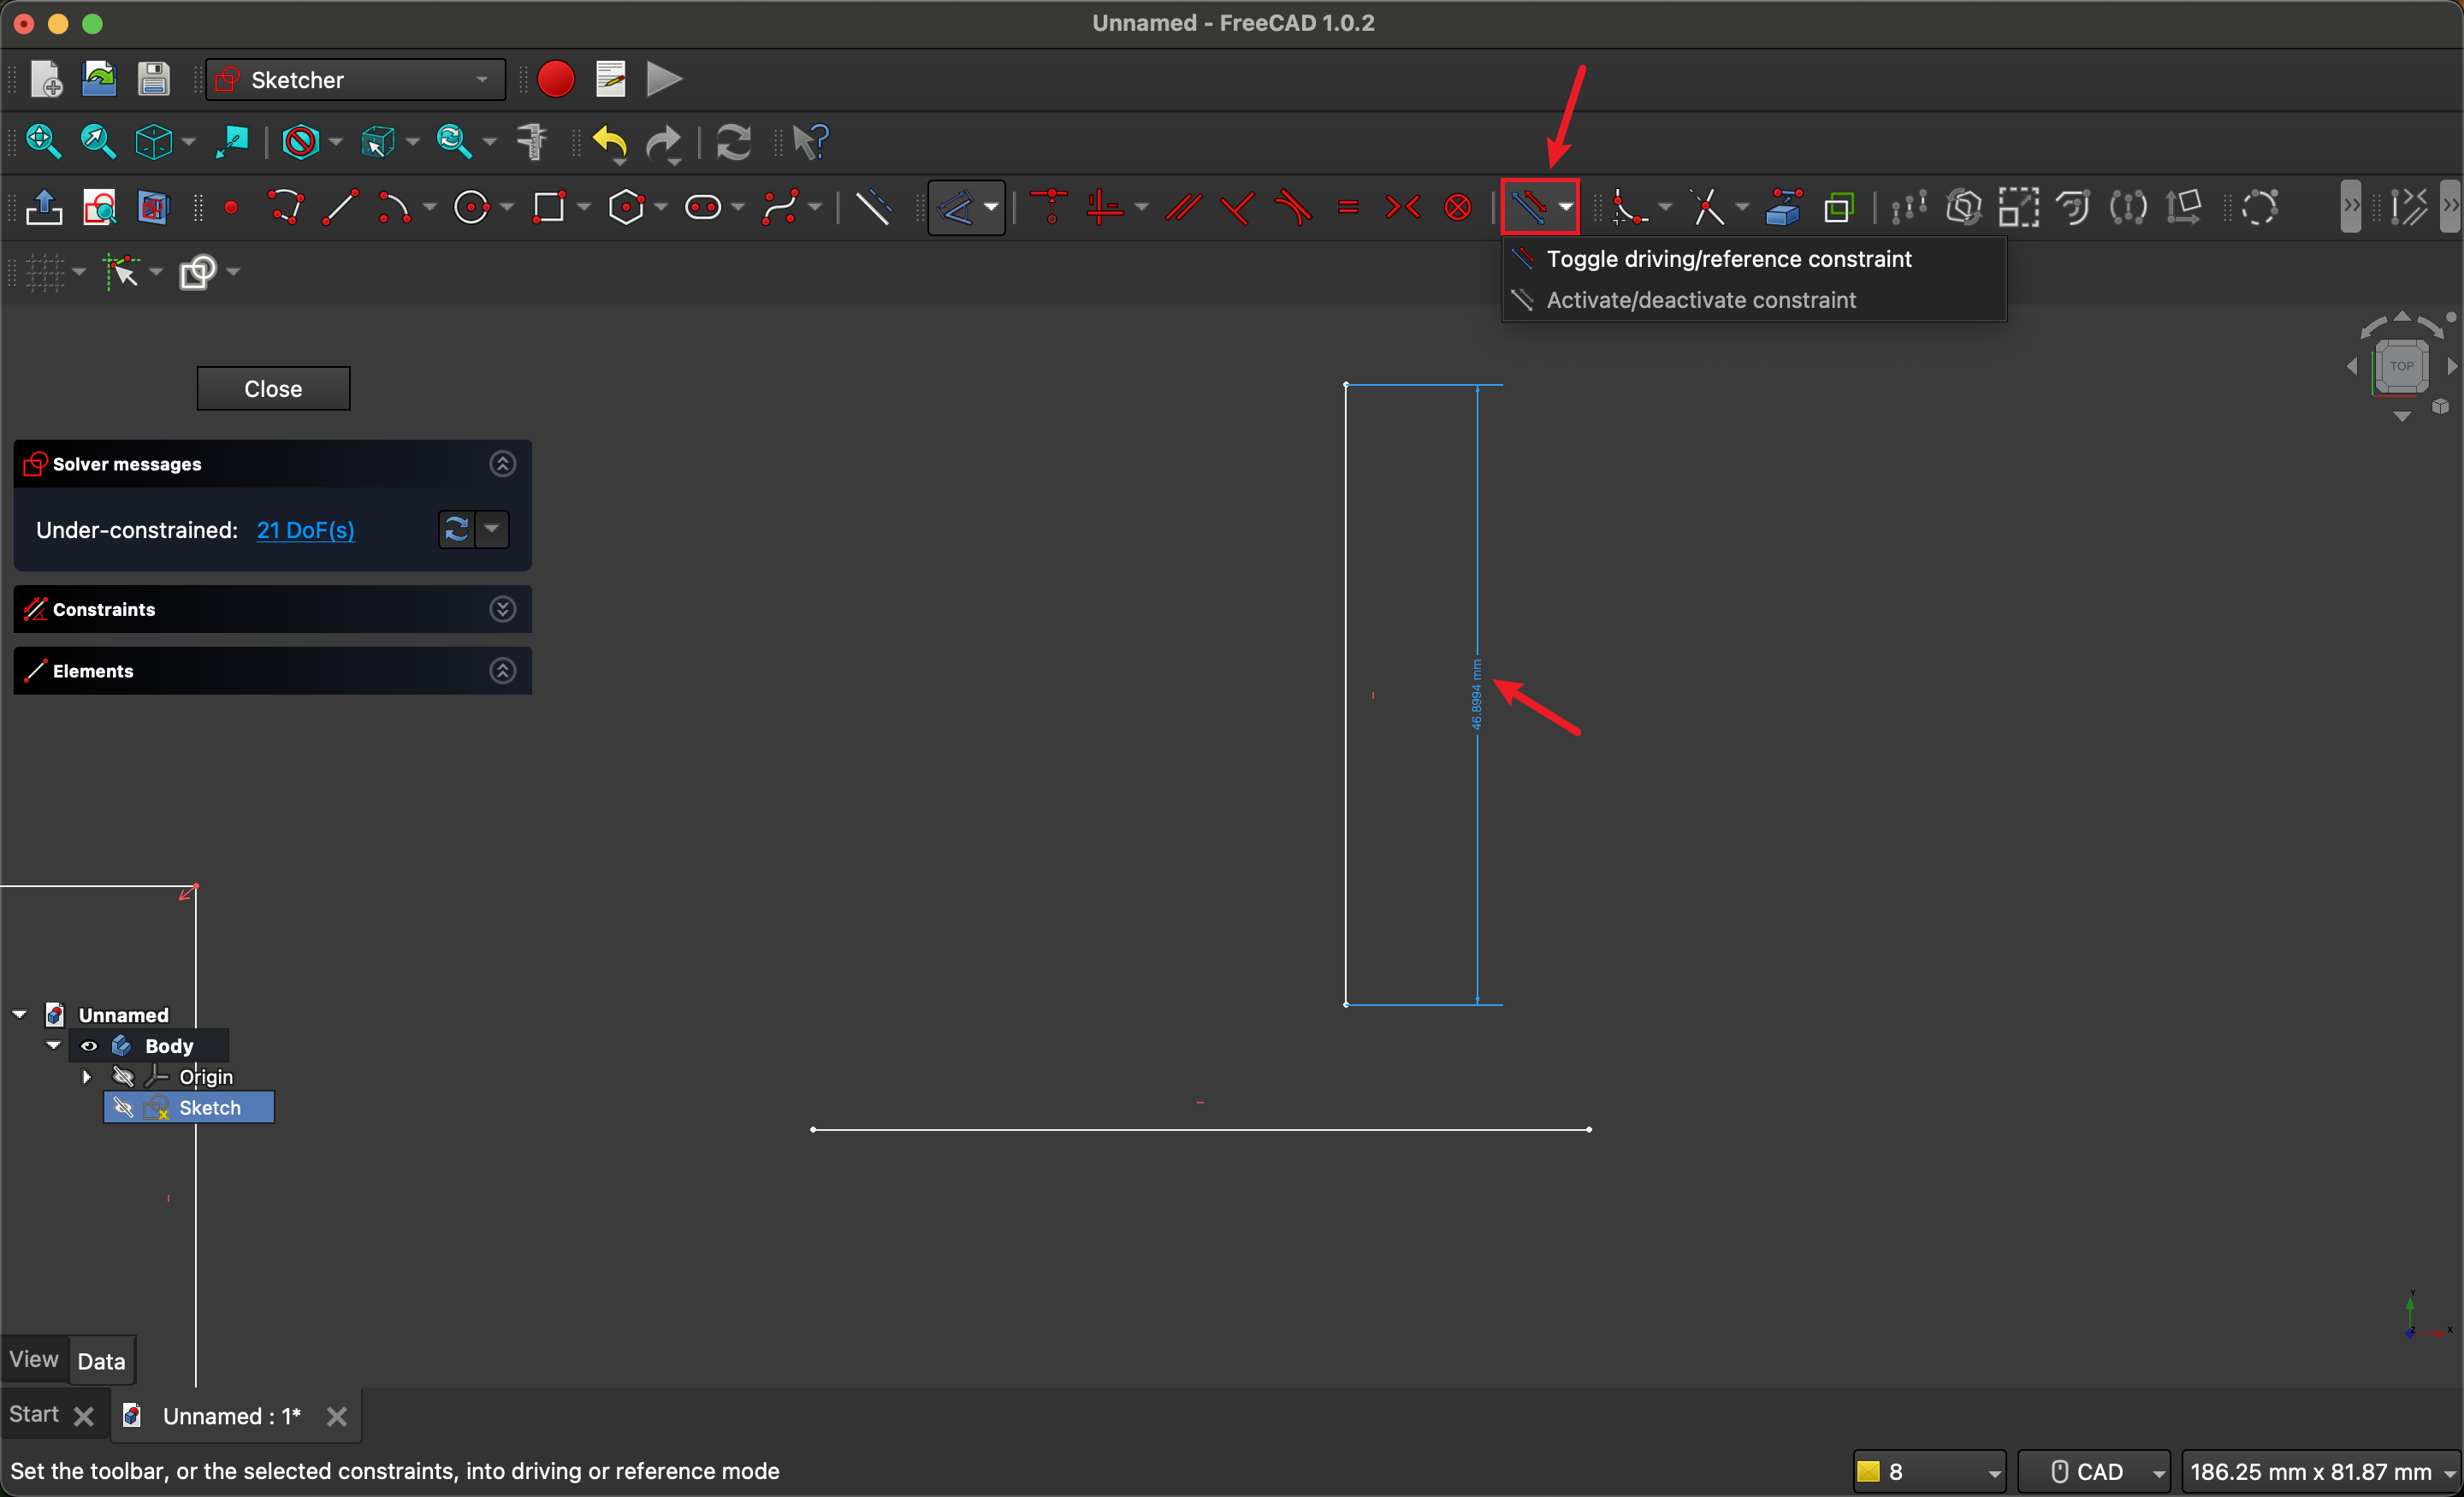 Unnamed - FreeCAD 1.0.2
Sketcher
Toggle driving/reference constraint
Activate/deactivate constraint
TOP
Close
Solver messages
Under-constrained: 21 DoF(s)
Constraints
Elements
46.8994 mm
Unnamed
Body
Origin
Sketch
Y
Z
X
View
Data
Start
Unnamed : 1*
Set the toolbar, or the selected constraints, into driving or reference mode
8
CAD
186.25 mm x 81.87 mm